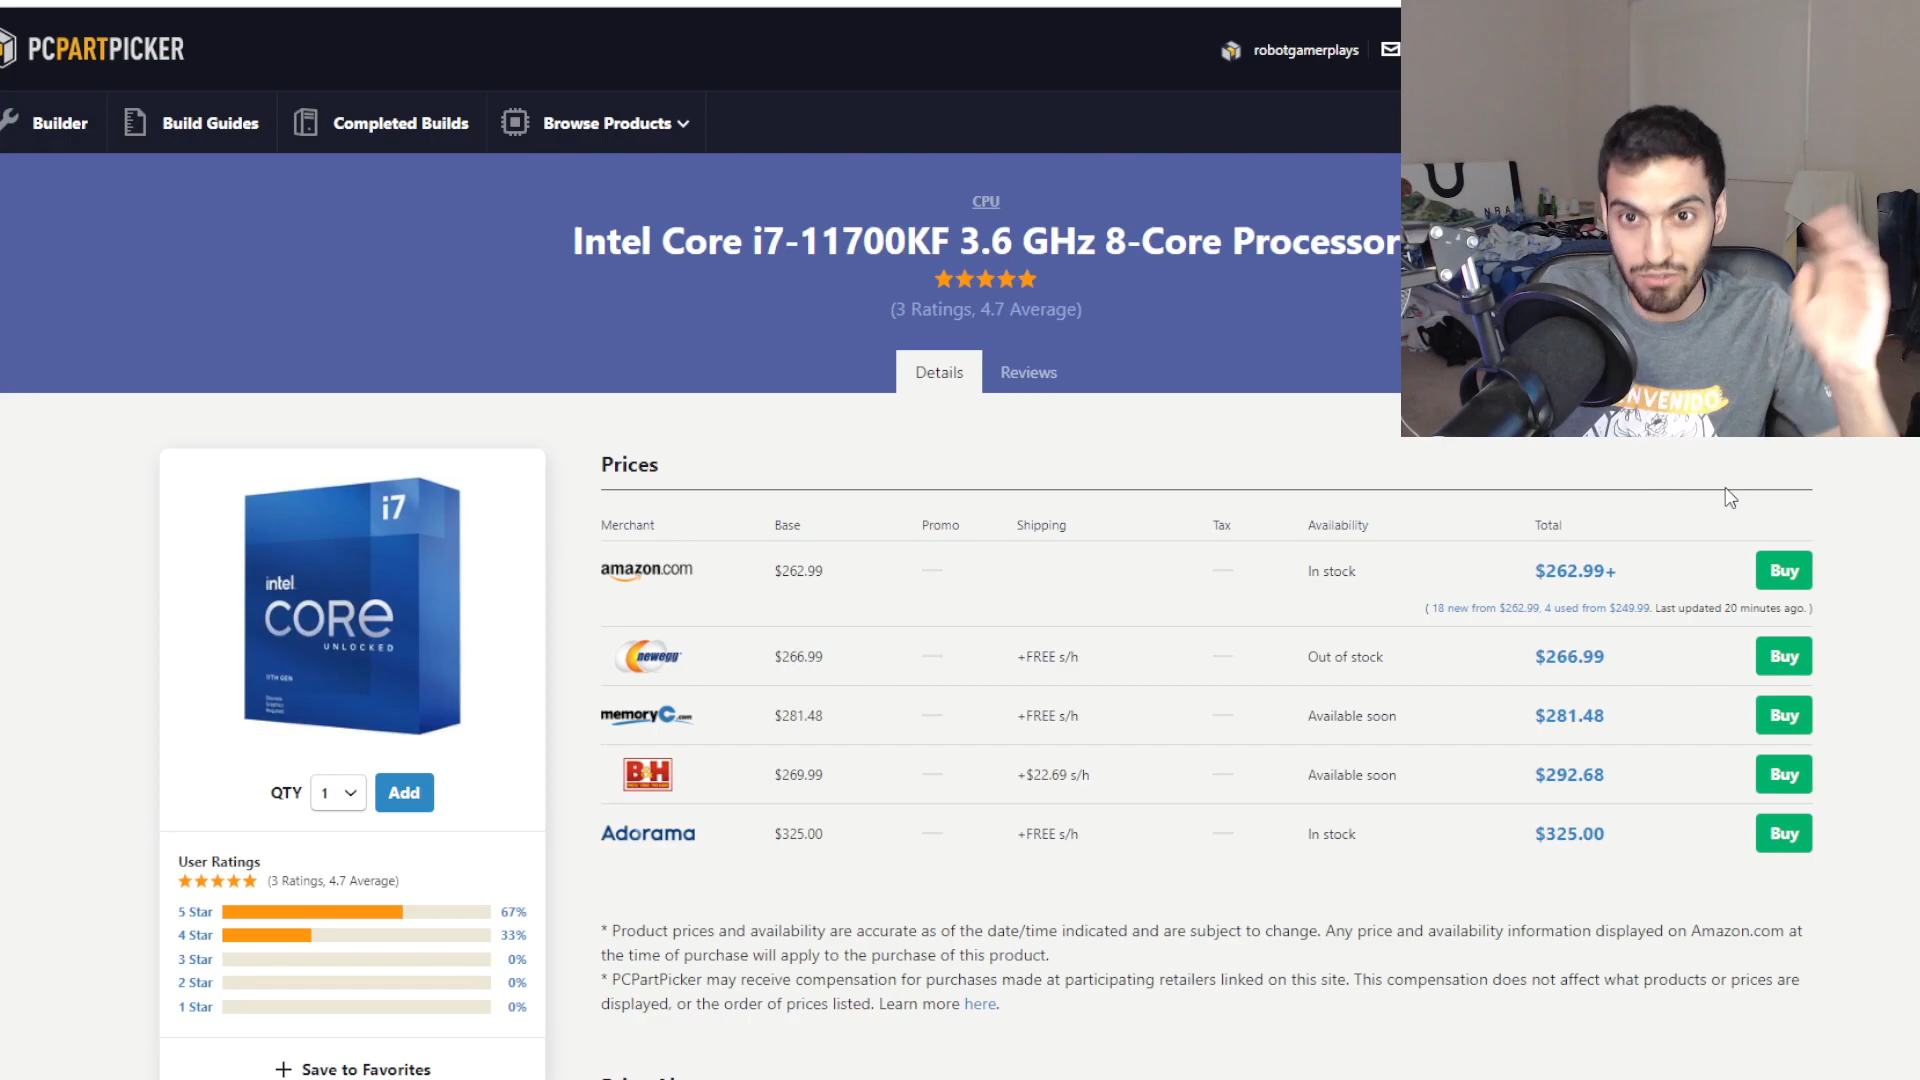 PCPARTPICKER
robotgamerplays
Builder
Build Guides
Completed Builds
Browse Products
CPU
Intel Core i7-11700KF 3.6 GHz 8-Core Processor
(3 Ratings, 4.7 Average)
Details
Reviews
NBA
NVENIDO
i7
intel
CORE
UNLOCKED
11TH GEN
QTY 1 Add
User Ratings
(3 Ratings, 4.7 Average)
5 Star 67%
4 Star 33%
3 Star 0%
2 Star 0%
1 Star 0%
+ Save to Favorites
Prices
Merchant Base Promo Shipping Tax Availability Total
amazon.com $262.99 — — In stock $262.99+ Buy
( 18 new from $262.99, 4 used from $249.99. Last updated 20 minutes ago. )
newegg $266.99 — +FREE s/h — Out of stock $266.99 Buy
memoryC.com $281.48 — +FREE s/h — Available soon $281.48 Buy
B&H $269.99 — +$22.69 s/h — Available soon $292.68 Buy
Adorama $325.00 — +FREE s/h — In stock $325.00 Buy
* Product prices and availability are accurate as of the date/time indicated and are subject to change. Any price and availability information displayed on Amazon.com at
the time of purchase will apply to the purchase of this product.
* PCPartPicker may receive compensation for purchases made at participating retailers linked on this site. This compensation does not affect what products or prices are
displayed, or the order of prices listed. Learn more here.